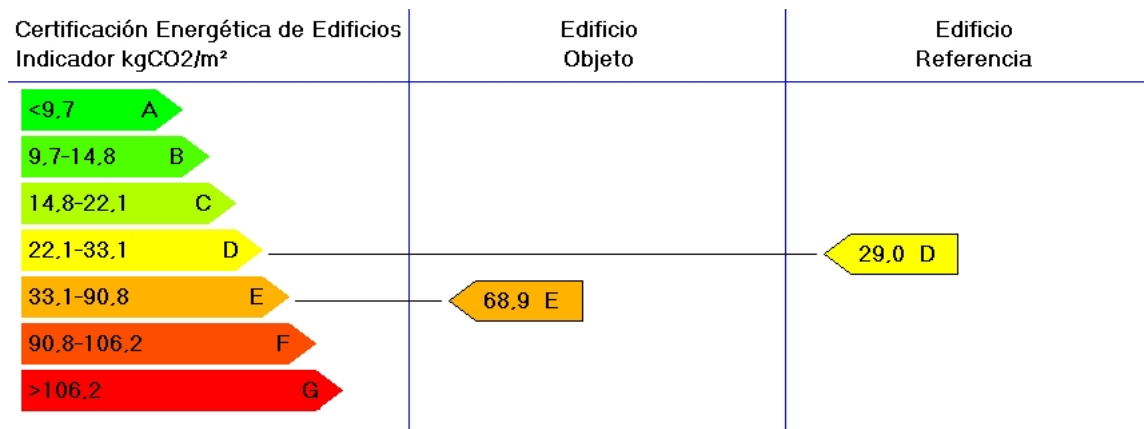 Certificación Energética de Edificios
Indicador kgCO2/m²
Edificio
Objeto
Edificio
Referencia
<9,7 A
9,7-14,8 B
14,8-22,1 C
22,1-33,1 D
29,0 D
33,1-90,8 E
68,9 E
90,8-106,2 F
>106,2 G